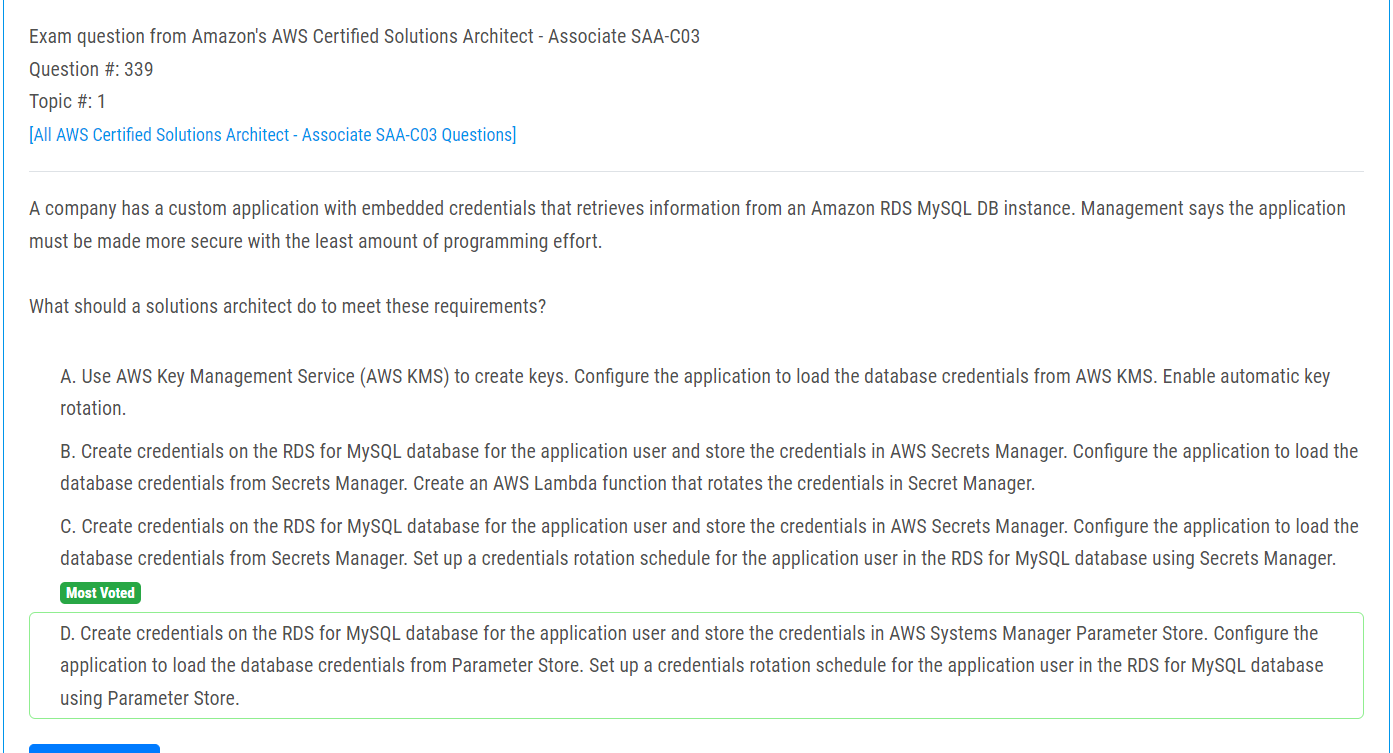 Exam question from Amazon's AWS Certified Solutions Architect - Associate SAA-C03
Question #: 339
Topic #: 1
[All AWS Certified Solutions Architect - Associate SAA-C03 Questions]
A company has a custom application with embedded credentials that retrieves information from an Amazon RDS MySQL DB instance. Management says the application
must be made more secure with the least amount of programming effort.
What should a solutions architect do to meet these requirements?
A. Use AWS Key Management Service (AWS KMS) to create keys. Configure the application to load the database credentials from AWS KMS. Enable automatic key
rotation.
B. Create credentials on the RDS for MySQL database for the application user and store the credentials in AWS Secrets Manager. Configure the application to load the
database credentials from Secrets Manager. Create an AWS Lambda function that rotates the credentials in Secret Manager.
C. Create credentials on the RDS for MySQL database for the application user and store the credentials in AWS Secrets Manager. Configure the application to load the
database credentials from Secrets Manager. Set up a credentials rotation schedule for the application user in the RDS for MySQL database using Secrets Manager.
Most Voted
D. Create credentials on the RDS for MySQL database for the application user and store the credentials in AWS Systems Manager Parameter Store. Configure the
application to load the database credentials from Parameter Store. Set up a credentials rotation schedule for the application user in the RDS for MySQL database
using Parameter Store.